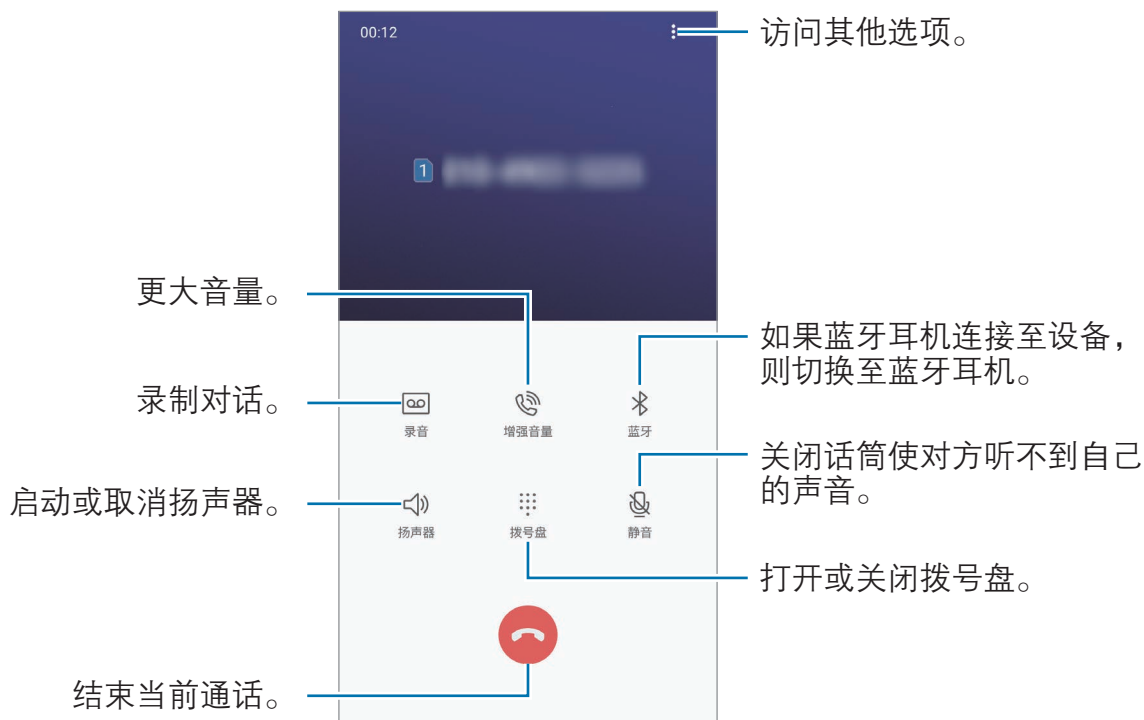 00:12
访问其他选项。
1
更大音量。
如果蓝牙耳机连接至设备，
则切换至蓝牙耳机。
录制对话。
录音
增强音量
蓝牙
关闭话筒使对方听不到自己
的声音。
启动或取消扬声器。
扬声器
拨号盘
静音
打开或关闭拨号盘。
结束当前通话。